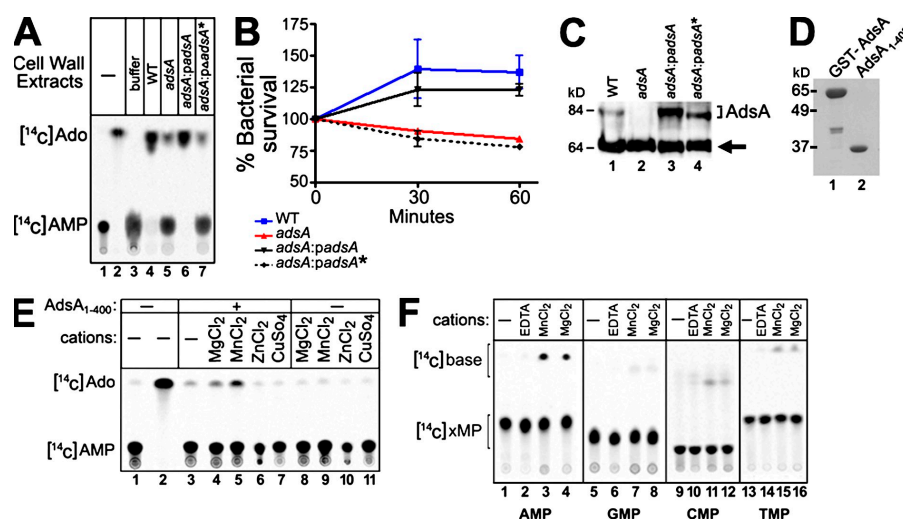 A
Cell Wall
Extracts
—
buffer
WT
adsA
adsA:padsA
adsA:padsA*
[14C]Ado
[14C]AMP
1 2 3 4 5 6 7
B
% Bacterial
survival
175
150
125
100
75
50
0 30 60
Minutes
WT
adsA
adsA:padsA
adsA:padsA*
C
WT
adsA
adsA:padsA
adsA:padsA*
kD
84
64
AdsA
1 2 3 4
D
GST- AdsA
AdsA1-400
kD
65
49
37
1 2
E
AdsA1-400: — + —
cations: — — — MgCl2 MnCl2 ZnCl2 CuSo4 MgCl2 MnCl2 ZnCl2 CuSo4
[14C]Ado
[14C]AMP
1 2 3 4 5 6 7 8 9 10 11
F
cations: — EDTA MnCl2 MgCl2 — EDTA MnCl2 MgCl2 — EDTA MnCl2 MgCl2 — EDTA MnCl2 MgCl2
[14C]base
[14C]xMP
1 2 3 4 5 6 7 8 9 10 11 12 13 14 15 16
AMP GMP CMP TMP